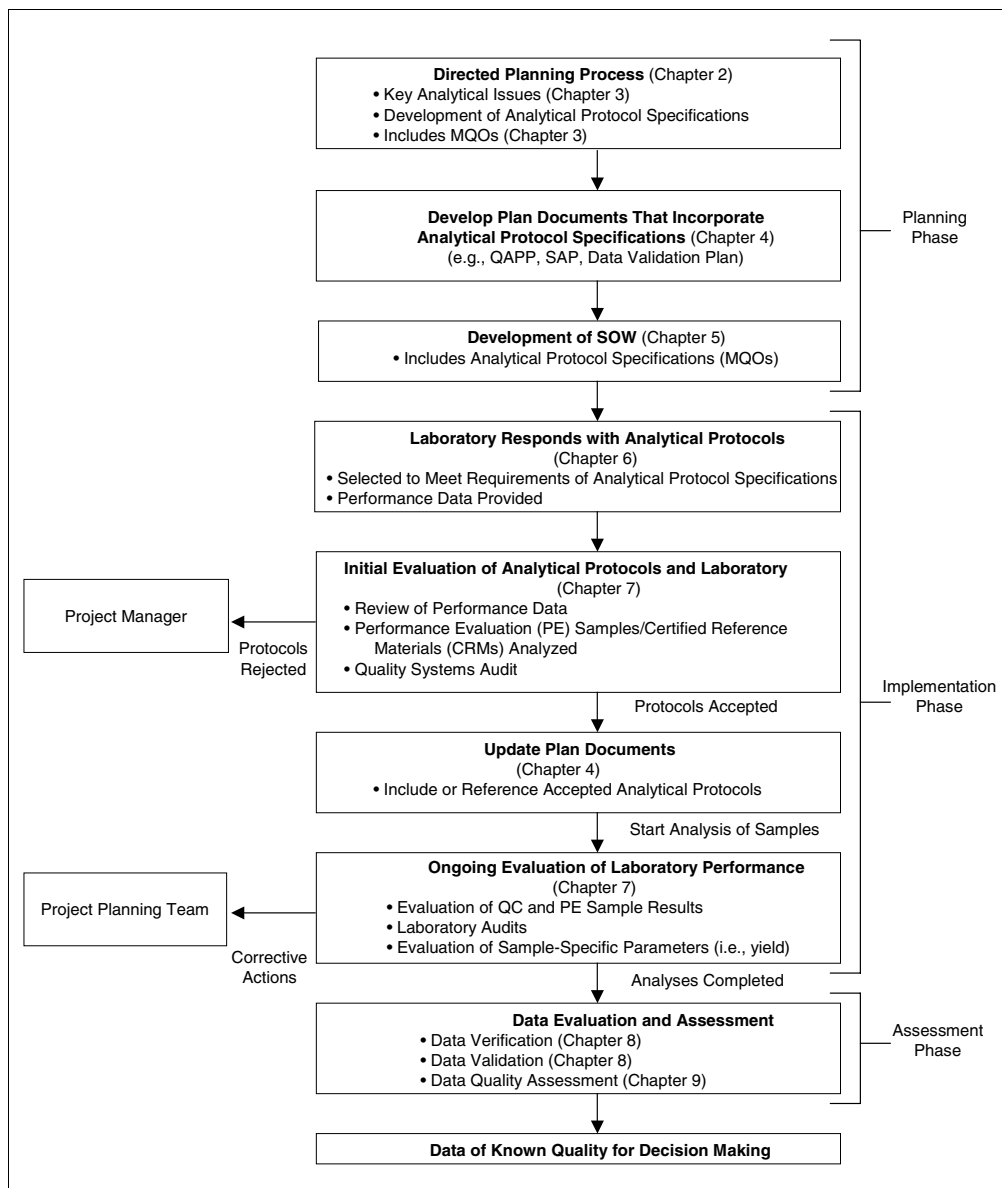 Directed Planning Process (Chapter 2)
• Key Analytical Issues (Chapter 3)
• Development of Analytical Protocol Specifications
• Includes MQOs (Chapter 3)
Develop Plan Documents That Incorporate
Analytical Protocol Specifications (Chapter 4)
(e.g., QAPP, SAP, Data Validation Plan)
Planning
Phase
Development of SOW (Chapter 5)
• Includes Analytical Protocol Specifications (MQOs)
Laboratory Responds with Analytical Protocols
(Chapter 6)
• Selected to Meet Requirements of Analytical Protocol Specifications
• Performance Data Provided
Initial Evaluation of Analytical Protocols and Laboratory
(Chapter 7)
• Review of Performance Data
• Performance Evaluation (PE) Samples/Certified Reference
Materials (CRMs) Analyzed
• Quality Systems Audit
Project Manager
Protocols
Rejected
Protocols Accepted
Implementation
Phase
Update Plan Documents
(Chapter 4)
• Include or Reference Accepted Analytical Protocols
Start Analysis of Samples
Ongoing Evaluation of Laboratory Performance
(Chapter 7)
• Evaluation of QC and PE Sample Results
• Laboratory Audits
• Evaluation of Sample-Specific Parameters (i.e., yield)
Project Planning Team
Corrective
Actions
Analyses Completed
Data Evaluation and Assessment
• Data Verification (Chapter 8)
• Data Validation (Chapter 8)
• Data Quality Assessment (Chapter 9)
Assessment
Phase
Data of Known Quality for Decision Making